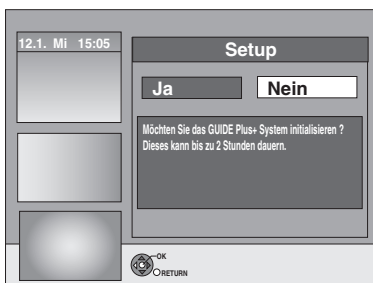 12.1. Mi 15:05
Setup
Ja
Nein
Möchten Sie das GUIDE Plus+ System initialisieren ?
Dieses kann bis zu 2 Stunden dauern.
OK
RETURN